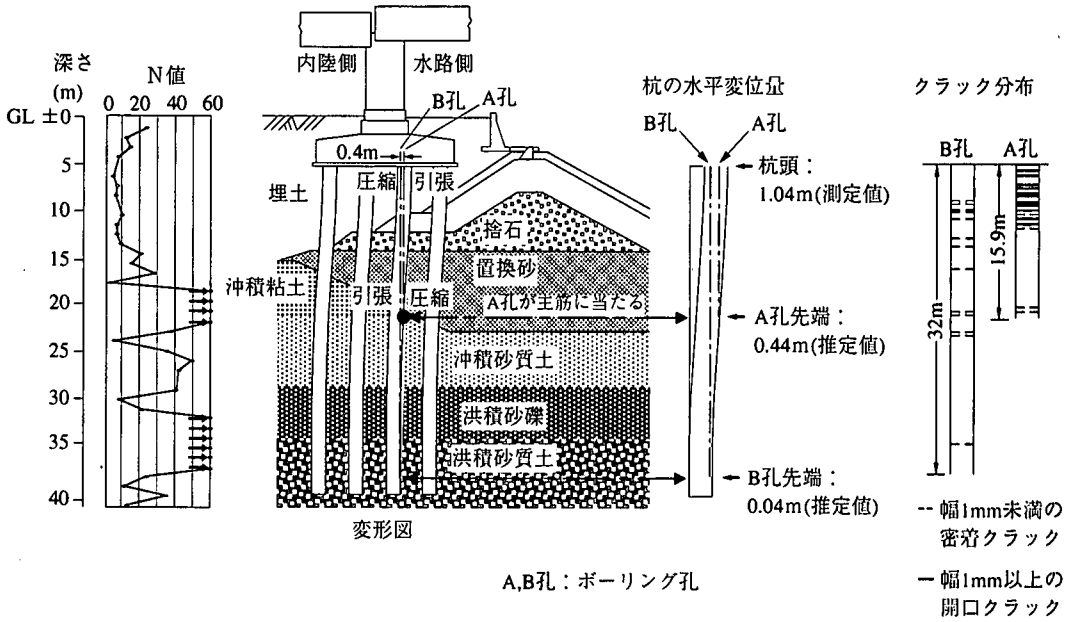 深さ
(m)
N値
0 20 40 60
GL ±0
5
10
15
20
25
30
35
40
内陸側
水路側
B孔
A孔
0.4m
圧縮
引張
埋土
捨石
置換砂
沖積粘土
引張
圧縮
A孔が主筋に当たる
沖積砂質土
洪積砂礫
洪積砂質土
変形図
杭の水平変位量
B孔
A孔
杭頭：
1.04m(測定値)
A孔先端：
0.44m(推定値)
B孔先端：
0.04m(推定値)
クラック分布
B孔
A孔
15.9m
32m
-- 幅1mm未満の
密着クラック
ー 幅1mm以上の
開口クラック
A,B孔：ボーリング孔